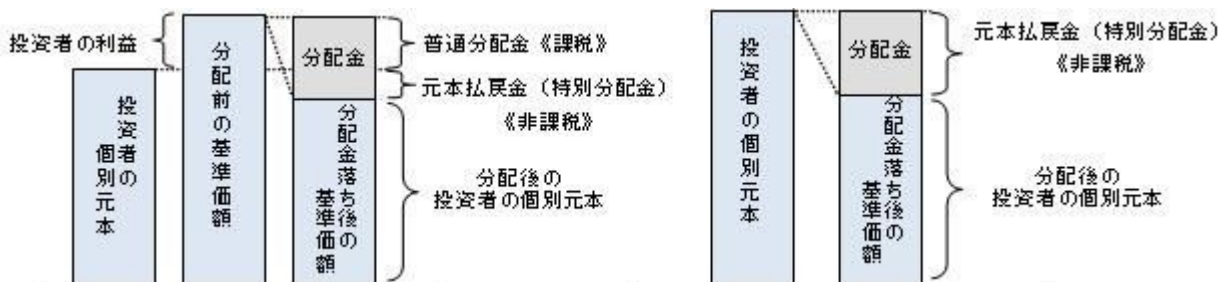 投資者の利益
投資者の
個別元本
分配前の基準価額
分配金
分配金落ち後の
基準価額
普通分配金《課税》
元本払戻金（特別分配金）
《非課税》
分配後の
投資者の個別元本
投資者の個別元本
分配金
分配金落ち後の
基準価額
元本払戻金（特別分配金）
《非課税》
分配後の
投資者の個別元本